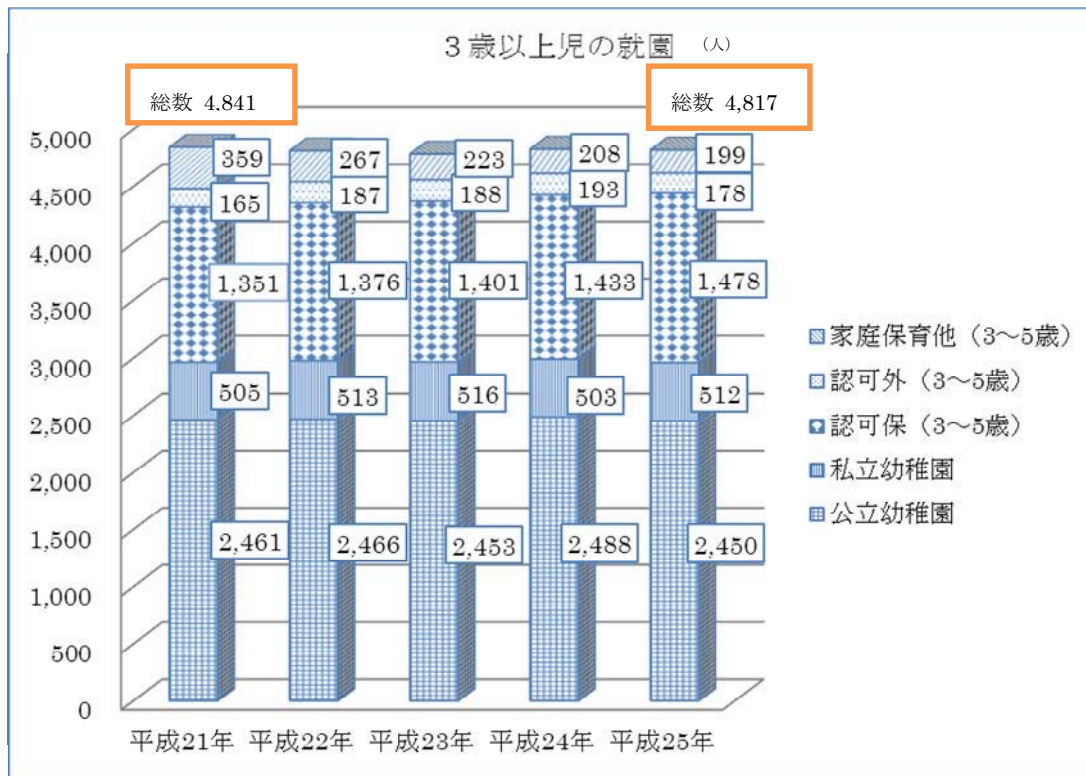 ３歳以上児の就園 （人）
総数 4,841
総数 4,817
5,000
4,500
4,000
3,500
3,000
2,500
2,000
1,500
1,000
500
0
359 267 223 208 199
165 187 188 193 178
1,351 1,376 1,401 1,433 1,478
505 513 516 503 512
2,461 2,466 2,453 2,488 2,450
平成21年 平成22年 平成23年 平成24年 平成25年
家庭保育他（3～5歳）
認可外（3～5歳）
認可保（3～5歳）
私立幼稚園
公立幼稚園